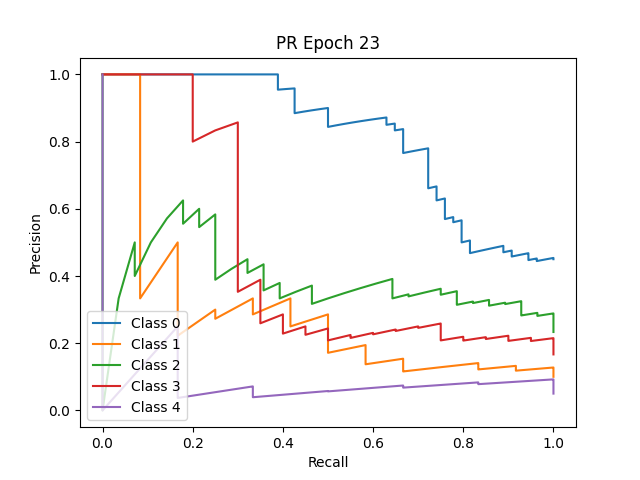 PR Epoch 23
1.0
0.8
0.6
0.4
0.2
0.0
Precision
Class 0
Class 1
Class 2
Class 3
Class 4
0.0 0.2 0.4 0.6 0.8 1.0
Recall